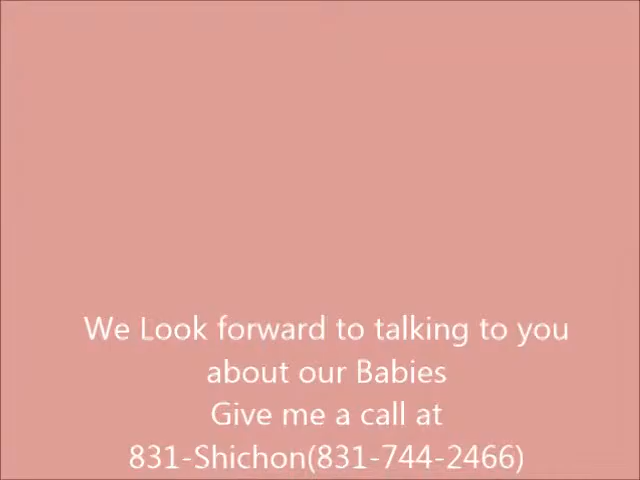 We Look forward to talking to you
about our Babies
Give me a call at
831-Shichon(831-744-2466)